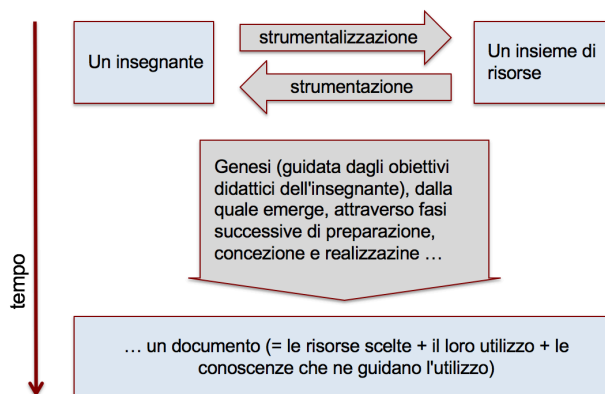 strumentalizzazione
Un insegnante
Un insieme di
risorse
strumentazione
Genesi (guidata dagli obiettivi
didattici dell'insegnante), dalla
quale emerge, attraverso fasi
successive di preparazione,
concezione e realizzazine …
tempo
… un documento (= le risorse scelte + il loro utilizzo + le
conoscenze che ne guidano l'utilizzo)